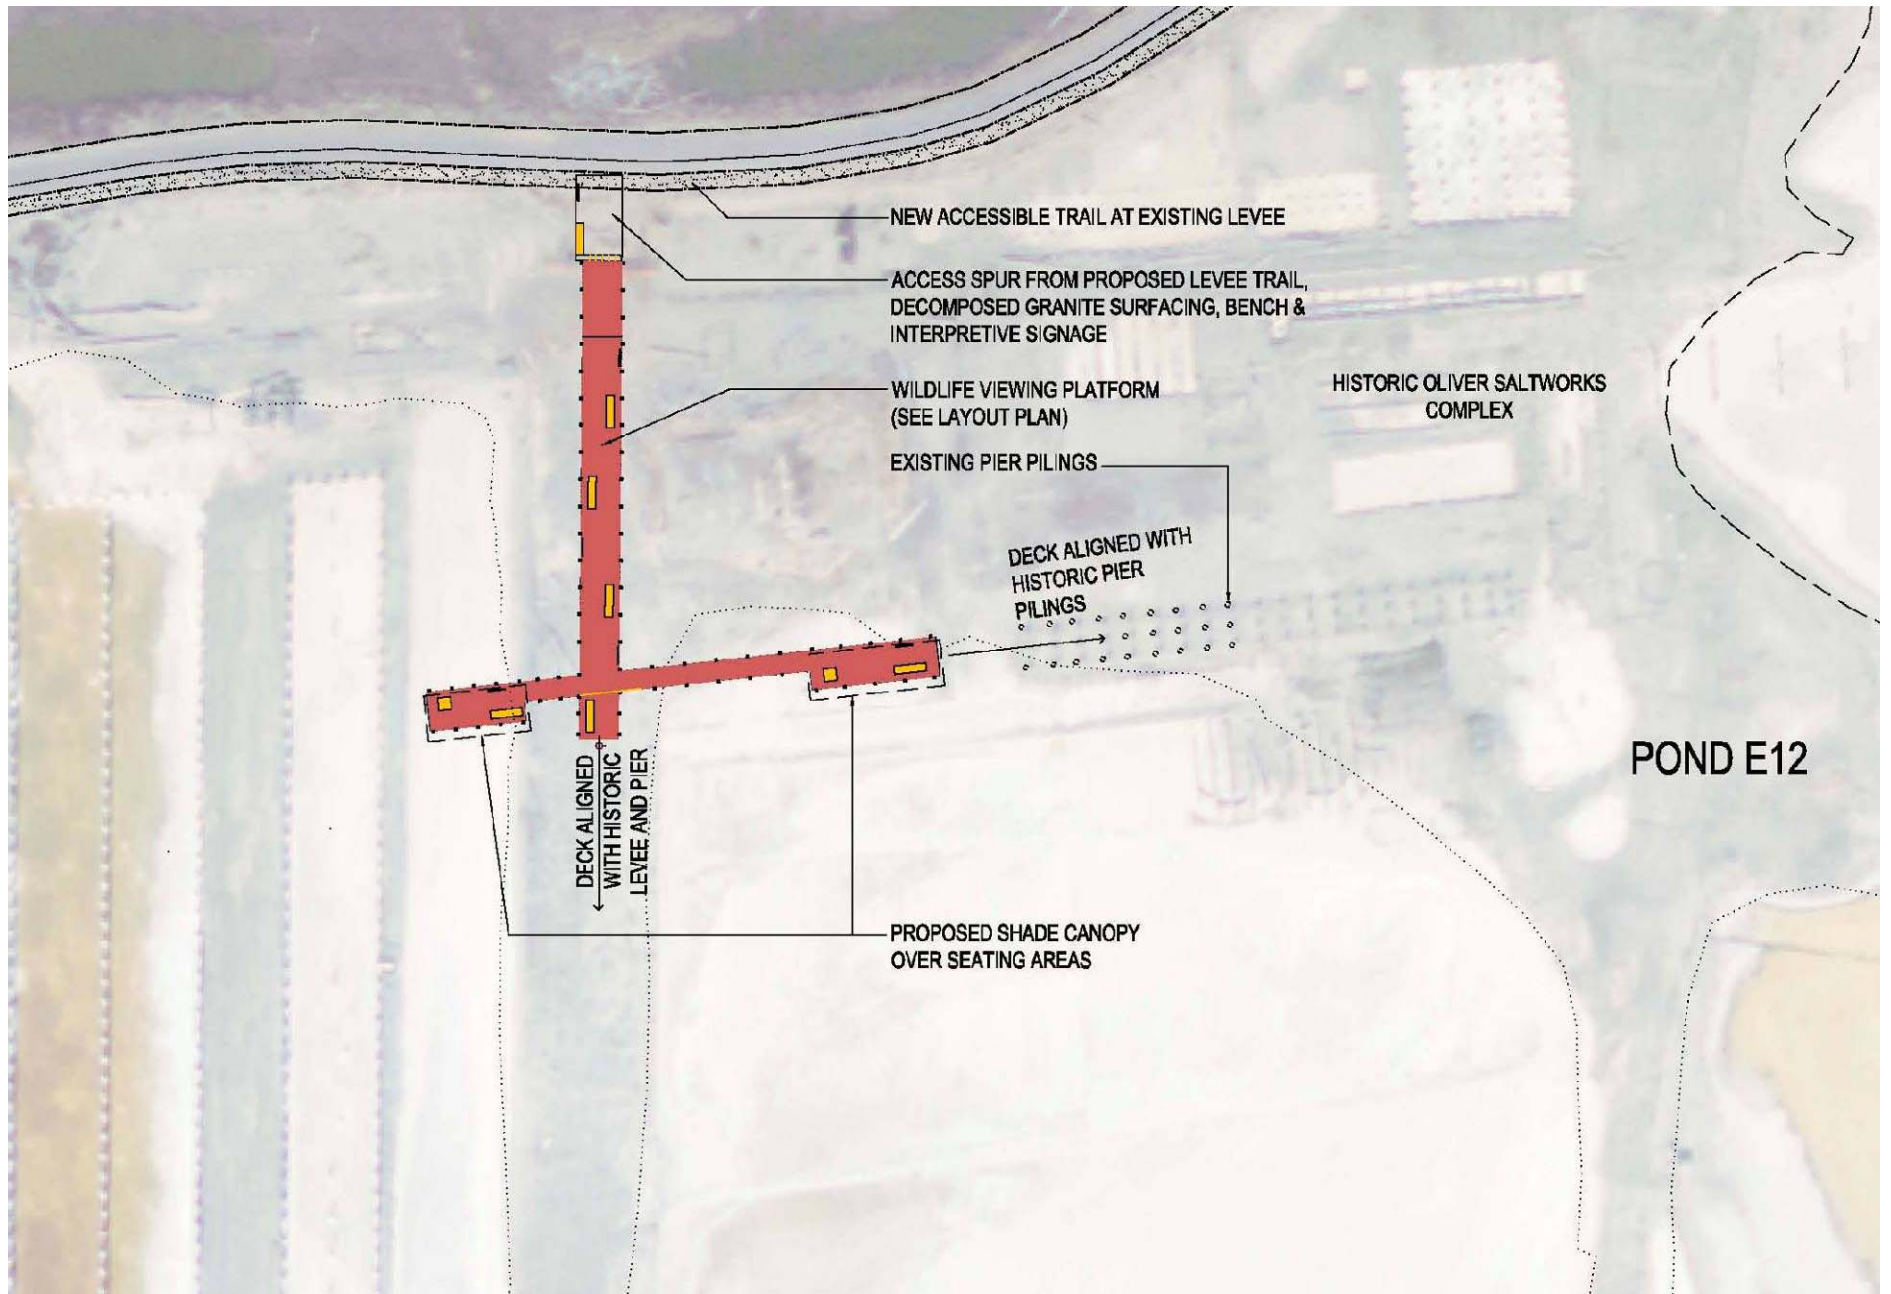 NEW ACCESSIBLE TRAIL AT EXISTING LEVEE
ACCESS SPUR FROM PROPOSED LEVEE TRAIL,
DECOMPOSED GRANITE SURFACING, BENCH &
INTERPRETIVE SIGNAGE
WILDLIFE VIEWING PLATFORM
(SEE LAYOUT PLAN)
HISTORIC OLIVER SALTWORKS
COMPLEX
EXISTING PIER PILINGS
DECK ALIGNED WITH
HISTORIC PIER
PILINGS
POND E12
DECK ALIGNED
WITH HISTORIC
LEVEE AND PIER
PROPOSED SHADE CANOPY
OVER SEATING AREAS